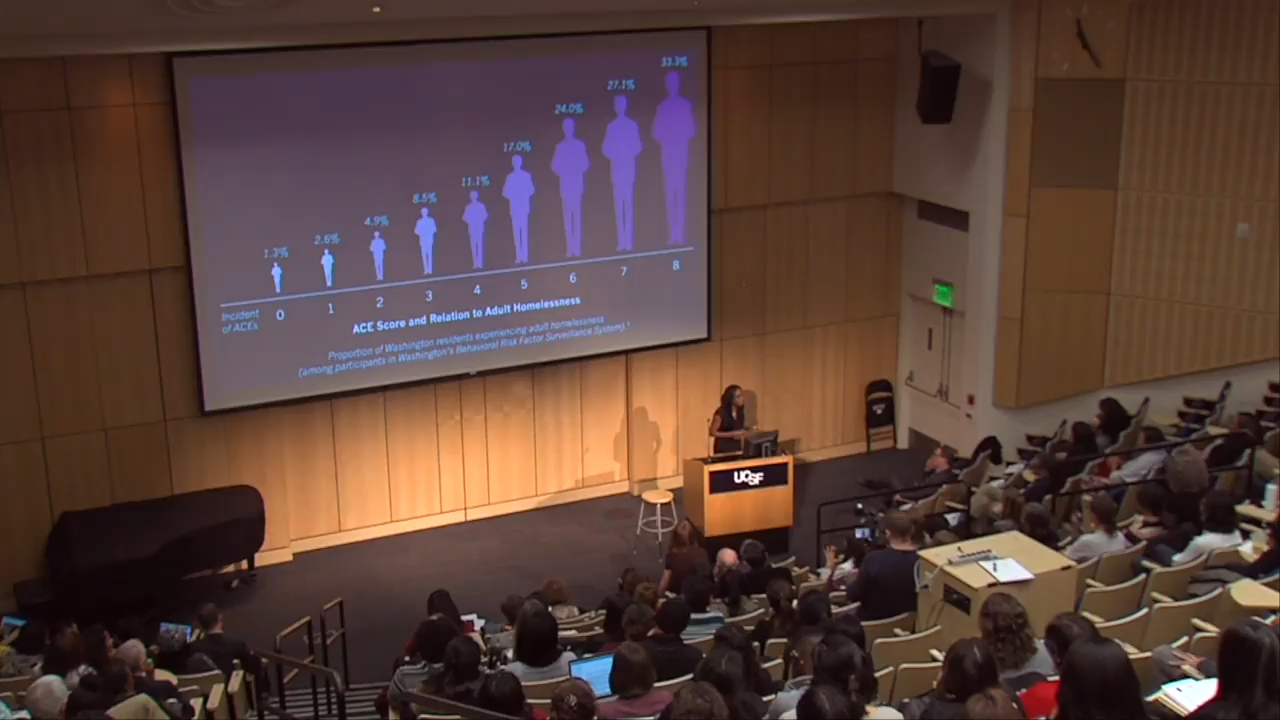 33.3%
27.1%
24.0%
17.0%
11.1%
8.5%
4.9%
2.6%
1.3%
Incident of ACEs 0 1 2 3 4 5 6 7 8
ACE Score and Relation to Adult Homelessness
Proportion of Washington residents experiencing adult homelessness
(among participants in Washington's Behavioral Risk Factor Surveillance System).
UCSF